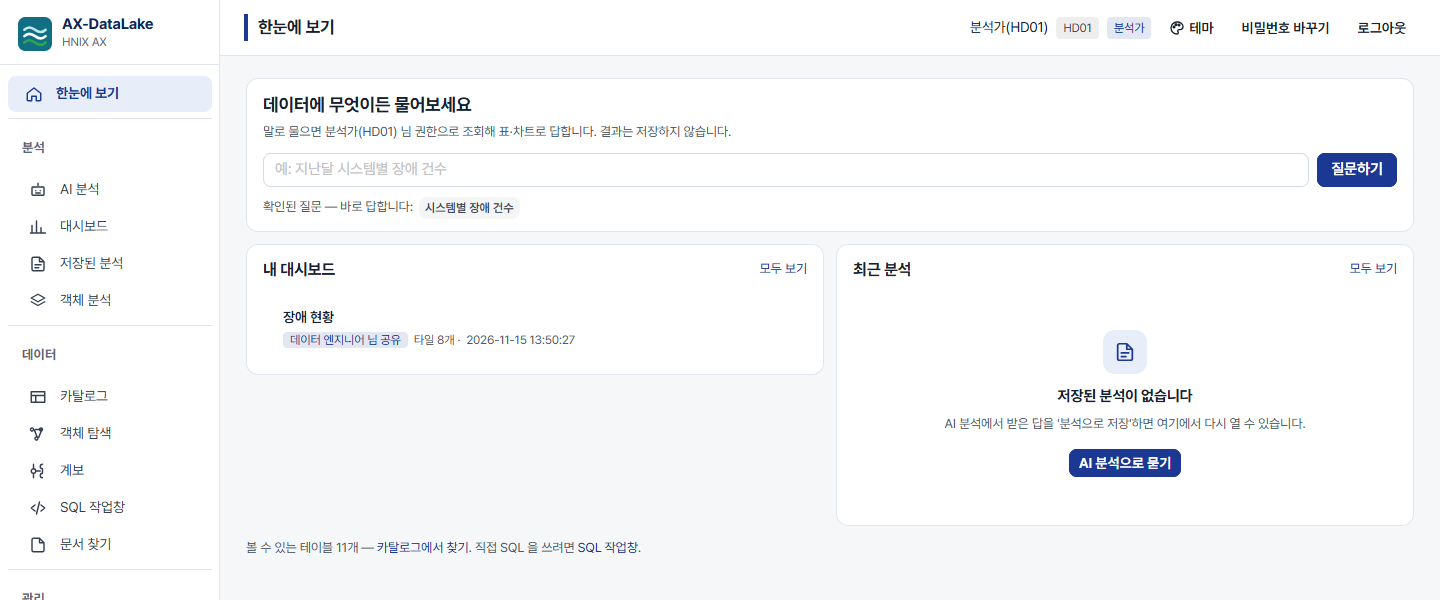 AX-DataLake
HNIX AX
한눈에 보기
분석
AI 분석
대시보드
저장된 분석
객체 분석
데이터
카탈로그
객체 탐색
계보
SQL 작업창
문서 찾기
관리
한눈에 보기
분석가(HD01) HD01 분석가 테마 비밀번호 바꾸기 로그아웃
데이터에 무엇이든 물어보세요
말로 물으면 분석가(HD01) 님 권한으로 조회해 표·차트로 답합니다. 결과는 저장하지 않습니다.
예: 지난달 시스템별 장애 건수 질문하기
확인된 질문 — 바로 답합니다: 시스템별 장애 건수
내 대시보드 모두 보기
장애 현황
데이터 엔지니어 님 공유 타일 8개 · 2026-11-15 13:50:27
최근 분석 모두 보기
저장된 분석이 없습니다
AI 분석에서 받은 답을 '분석으로 저장'하면 여기에서 다시 열 수 있습니다.
AI 분석으로 묻기
볼 수 있는 테이블 11개 — 카탈로그에서 찾기. 직접 SQL 을 쓰려면 SQL 작업창.